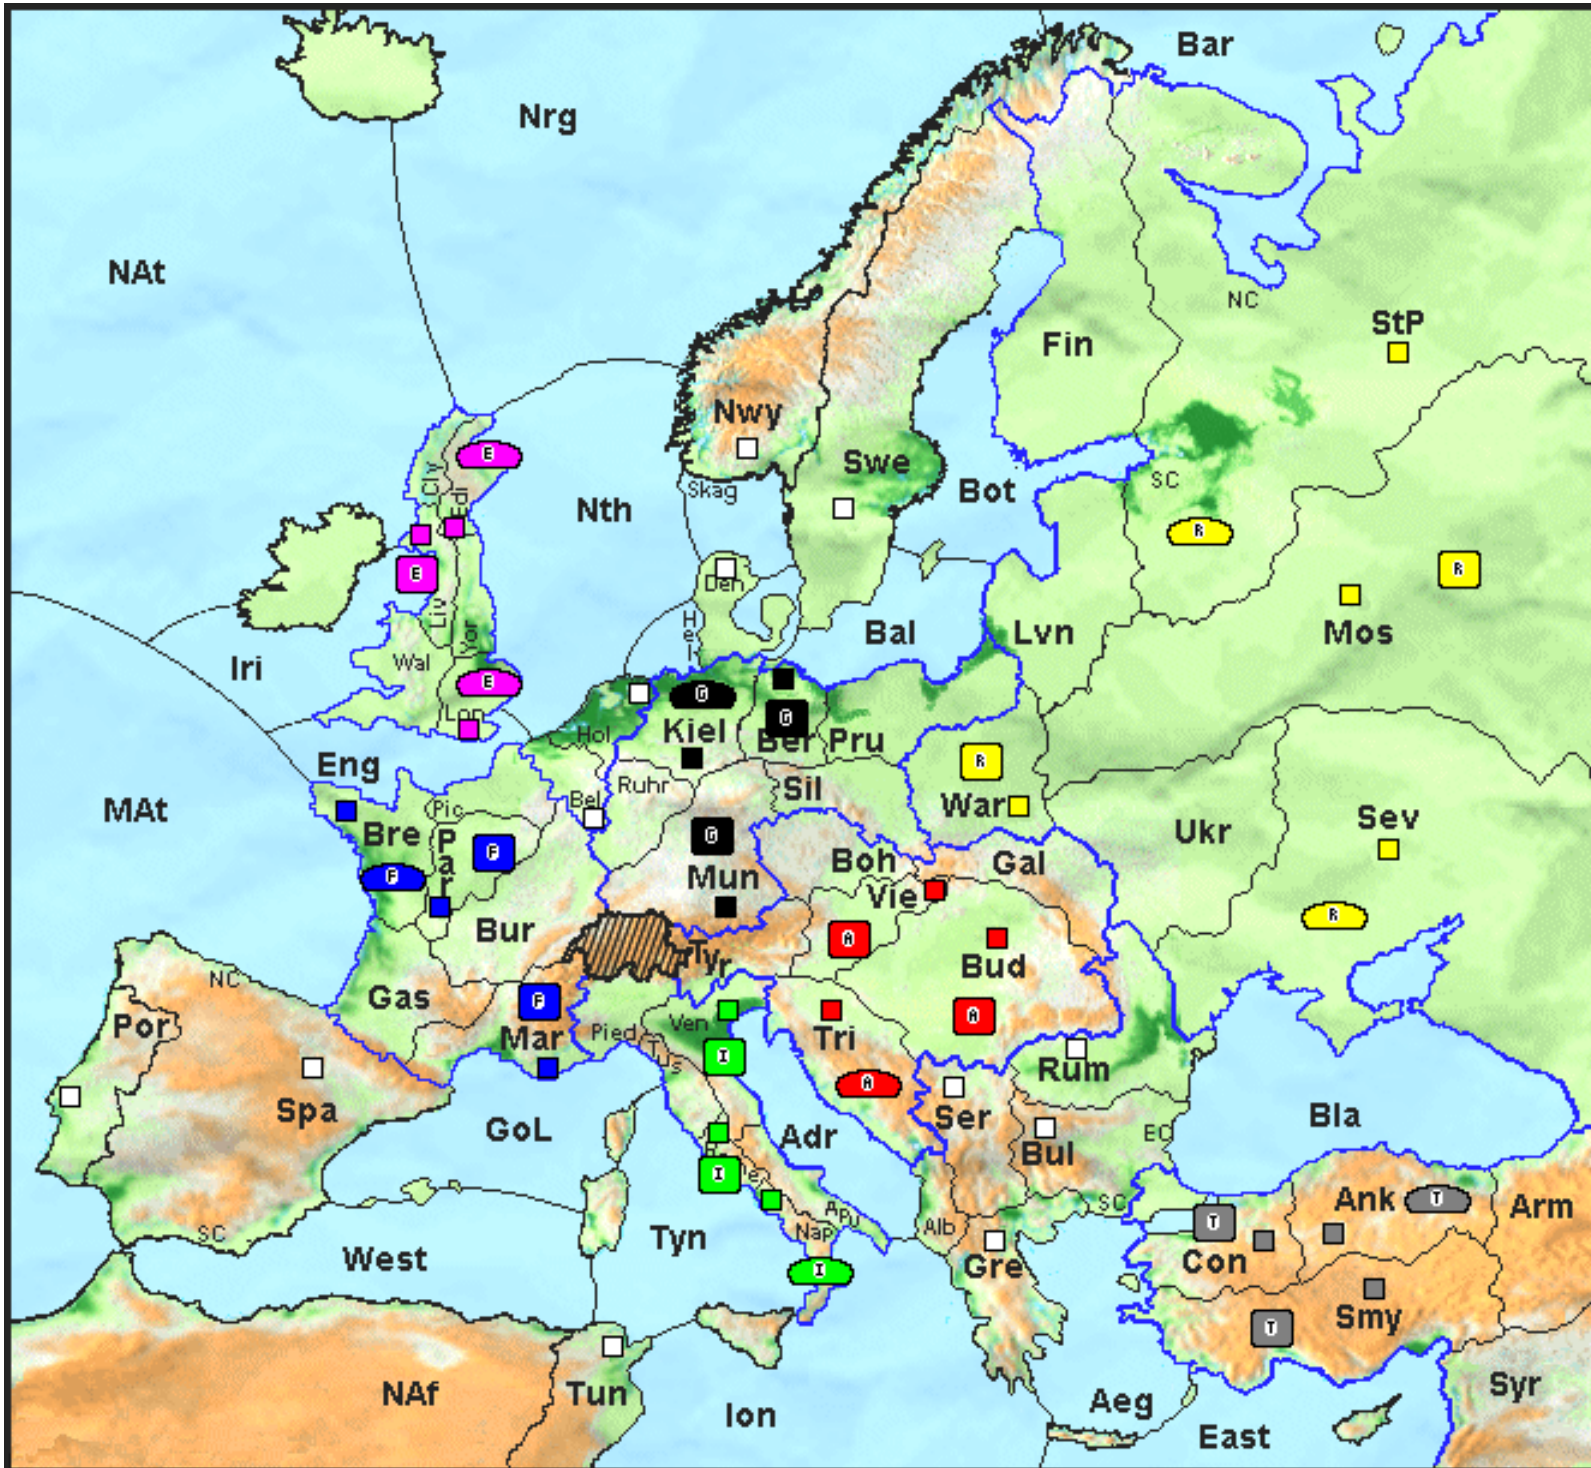 Bar
Nrg
NAt
NC
StP
Fin
Nwy
Swe
E
Cly
Edi
SC
Skag
Bot
Nth
R
R
Den
E
Liv
Yor
Hel
Bal
Lvn
Mos
Iri
Wal
E
G
Lon
Hol
Kiel
G
Ber
Pru
R
Eng
Ruhr
Sil
War
MAt
Pic
Bel
Sev
Ukr
Bre
Par
F
G
Boh
Gal
F
Mun
Vie
R
Bur
A
Bud
Tyr
NC
Gas
F
A
Por
Mar
Pied
Ven
Tri
Tus
I
Rum
A
Spa
Ser
Bla
GoL
Adr
EC
Bul
I
Rom
Ank
T
Arm
SC
Apu
Alb
SC
T
Nap
Tyn
West
Con
Gre
I
Smy
T
NAf
Tun
Syr
Ion
Aeg
East